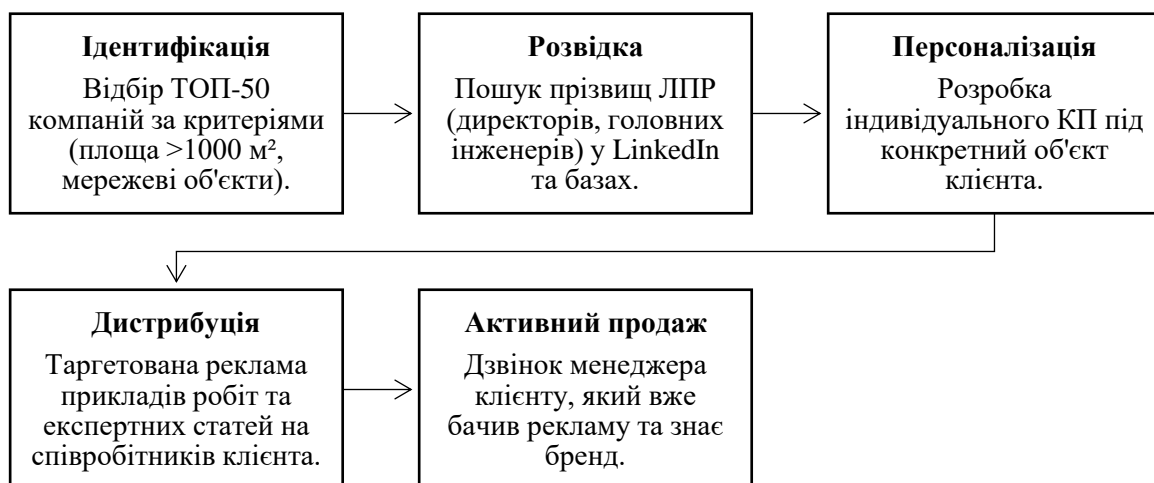 Ідентифікація
Відбір ТОП-50
компаній за критеріями
(площа >1000 м²,
мережеві об'єкти).
Розвідка
Пошук прізвищ ЛПР
(директорів, головних
інженерів) у LinkedIn
та базах.
Персоналізація
Розробка
індивідуального КП під
конкретний об'єкт
клієнта.
Дистрибуція
Таргетована реклама
прикладів робіт та
експертних статей на
співробітників клієнта.
Активний продаж
Дзвінок менеджера
клієнту, який вже
бачив рекламу та знає
бренд.